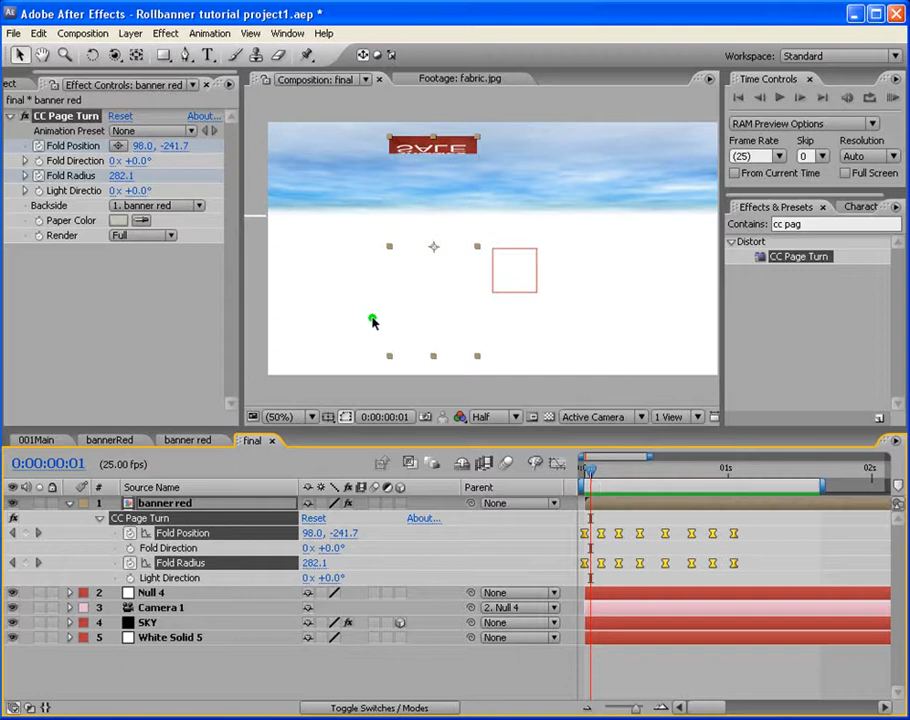 Adobe After Effects - Rollbanner tutorial project1.aep *
File Edit Composition Layer Effect Animation View Window Help
Workspace: Standard
Effect Controls: banner red
final * banner red
CC Page Turn Reset About...
Animation Preset None
Fold Position 98.0, -241.7
Fold Direction 0 x +0.0°
Fold Radius 282.1
Light Directio 0 x +0.0°
Backside 1. banner red
Paper Color
Render Full
Composition: final Footage: fabric.jpg
SALE
(50%) 0:00:00:01 Half Active Camera 1 View
Time Controls
RAM Preview Options
Frame Rate Skip Resolution
(25) 0 Auto
From Current Time Full Screen
Effects & Presets Charact
Contains: cc pag
Distort
CC Page Turn
001Main bannerRed banner red final
0:00:00:01 (25.00 fps)
# Source Name Parent 01s 02s
1 banner red None
CC Page Turn Reset About...
Fold Position 98.0, -241.7
Fold Direction 0 x +0.0°
Fold Radius 282.1
Light Direction 0 x +0.0°
2 Null 4 None
3 Camera 1 2. Null 4
4 SKY None
5 White Solid 5 None
Toggle Switches / Modes